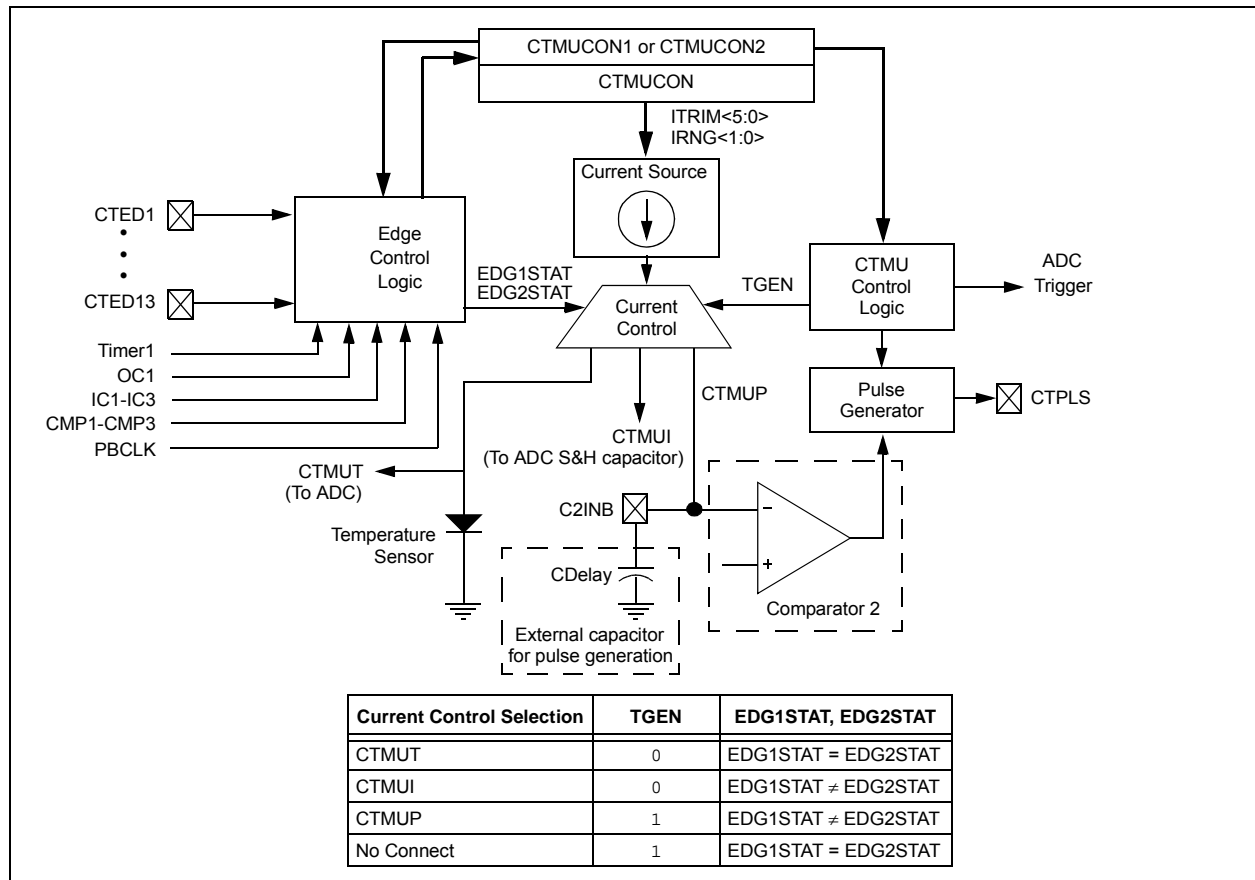 CTMUCON1 or CTMUCON2
CTMUCON
ITRIM<5:0>
IRNG<1:0>
Current Source
CTED1
CTED13
Edge
Control
Logic
EDG1STAT
EDG2STAT
Current
Control
TGEN
CTMU
Control
Logic
ADC
Trigger
Timer1
OC1
IC1-IC3
CMP1-CMP3
PBCLK
Pulse
Generator
CTPLS
CTMUP
CTMUI
(To ADC S&H capacitor)
CTMUT
(To ADC)
C2INB
–
+
Temperature
Sensor
CDelay
Comparator 2
External capacitor
for pulse generation
Current Control Selection TGEN EDG1STAT, EDG2STAT
CTMUT 0 EDG1STAT = EDG2STAT
CTMUI 0 EDG1STAT ≠ EDG2STAT
CTMUP 1 EDG1STAT ≠ EDG2STAT
No Connect 1 EDG1STAT = EDG2STAT